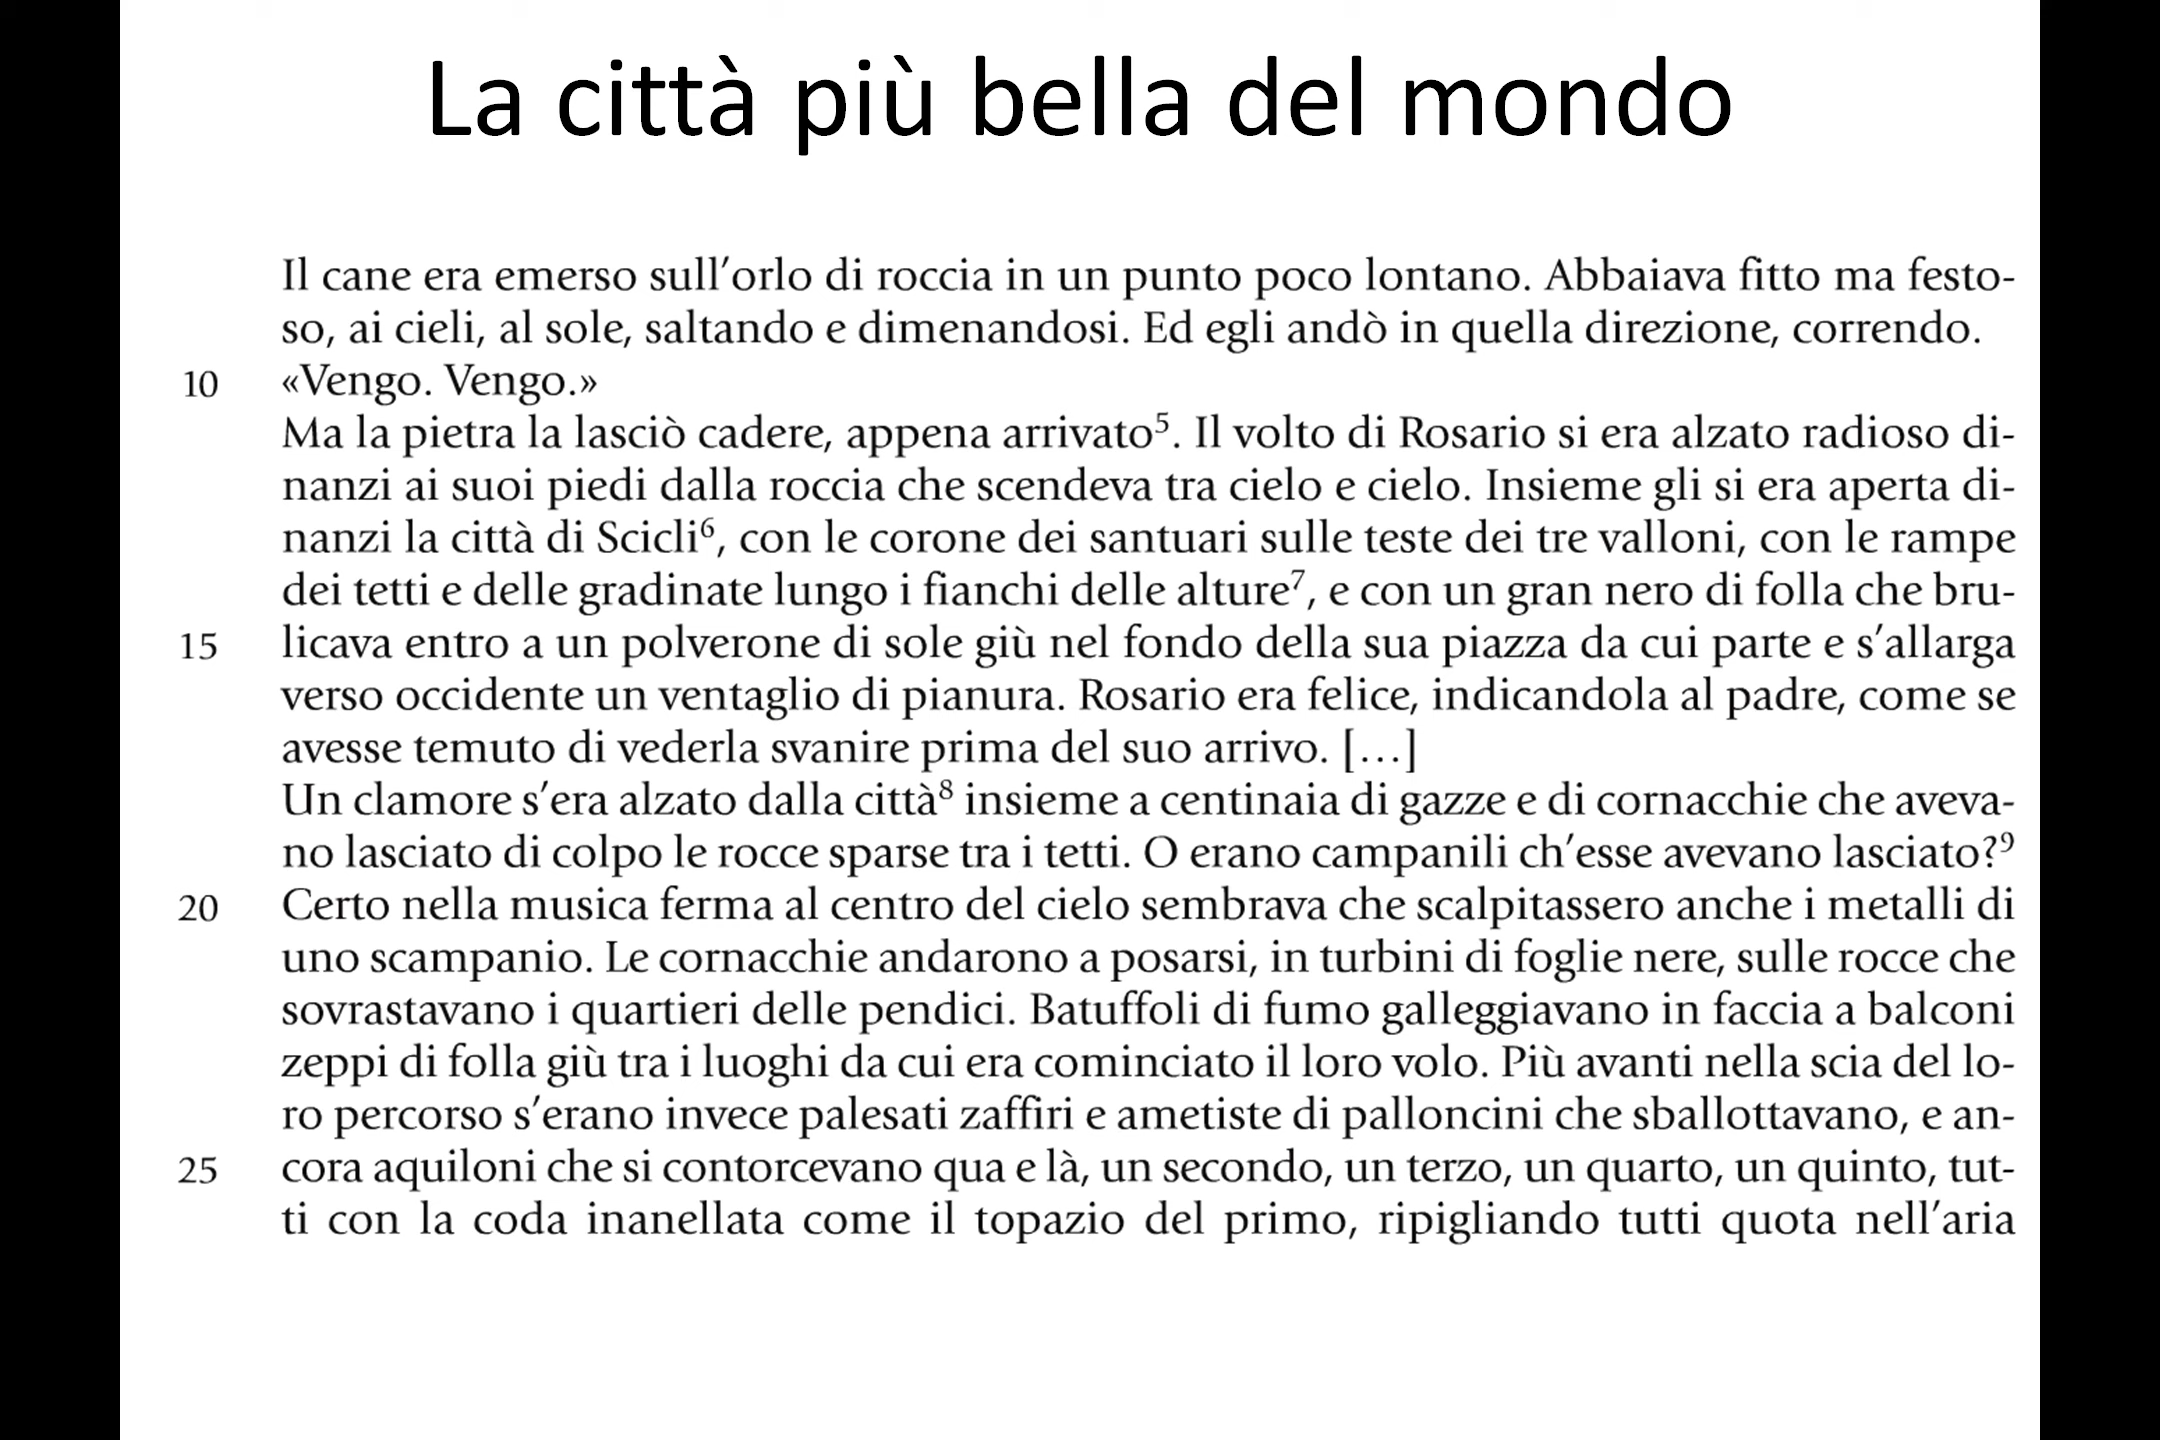 La città più bella del mondo
Il cane era emerso sull’orlo di roccia in un punto poco lontano. Abbaiava fitto ma festo-
so, ai cieli, al sole, saltando e dimenandosi. Ed egli andò in quella direzione, correndo.
10 «Vengo. Vengo.»
Ma la pietra la lasciò cadere, appena arrivato⁵. Il volto di Rosario si era alzato radioso di-
nanzi ai suoi piedi dalla roccia che scendeva tra cielo e cielo. Insieme gli si era aperta di-
nanzi la città di Scicli⁶, con le corone dei santuari sulle teste dei tre valloni, con le rampe
dei tetti e delle gradinate lungo i fianchi delle alture⁷, e con un gran nero di folla che bru-
15 licava entro a un polverone di sole giù nel fondo della sua piazza da cui parte e s’allarga
verso occidente un ventaglio di pianura. Rosario era felice, indicandola al padre, come se
avesse temuto di vederla svanire prima del suo arrivo. […]
Un clamore s’era alzato dalla città⁸ insieme a centinaia di gazze e di cornacchie che aveva-
no lasciato di colpo le rocce sparse tra i tetti. O erano campanili ch’esse avevano lasciato?⁹
20 Certo nella musica ferma al centro del cielo sembrava che scalpitassero anche i metalli di
uno scampanio. Le cornacchie andarono a posarsi, in turbini di foglie nere, sulle rocce che
sovrastavano i quartieri delle pendici. Batuffoli di fumo galleggiavano in faccia a balconi
zeppi di folla giù tra i luoghi da cui era cominciato il loro volo. Più avanti nella scia del lo-
ro percorso s’erano invece palesati zaffiri e ametiste di palloncini che sballottavano, e an-
25 cora aquiloni che si contorcevano qua e là, un secondo, un terzo, un quarto, un quinto, tut-
ti con la coda inanellata come il topazio del primo, ripigliando tutti quota nell’aria